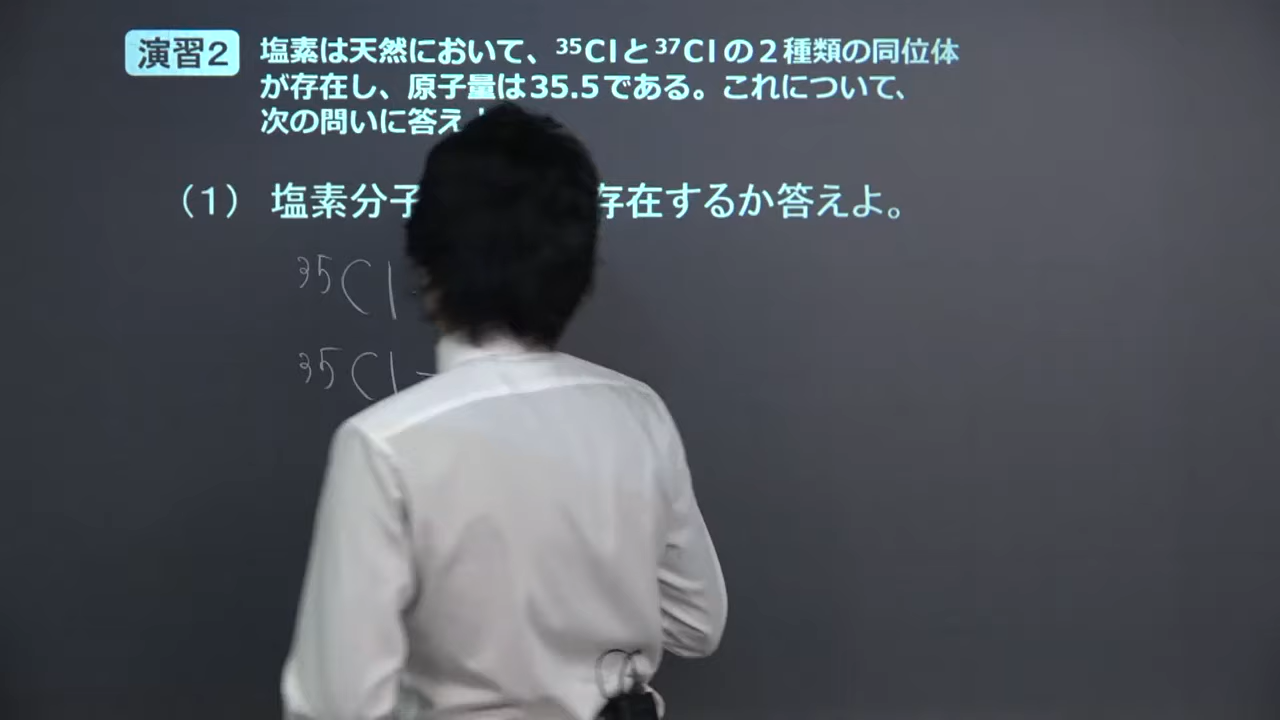 演習2
塩素は天然において、³⁵Clと³⁷Clの2種類の同位体
が存在し、原子量は35.5である。これについて、
次の問いに答え
(1) 塩素分子 存在するか答えよ。
³⁵Cl
³⁵Cl-